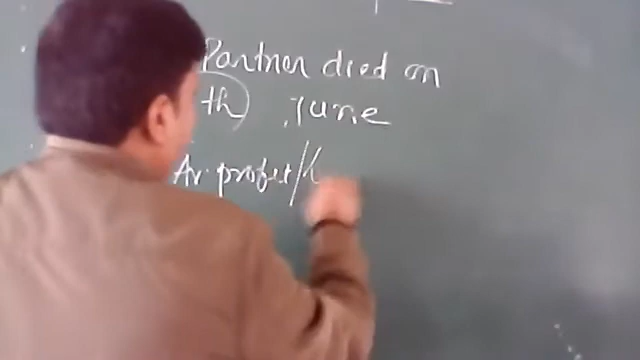 Partner died on
th June
Av. profit/